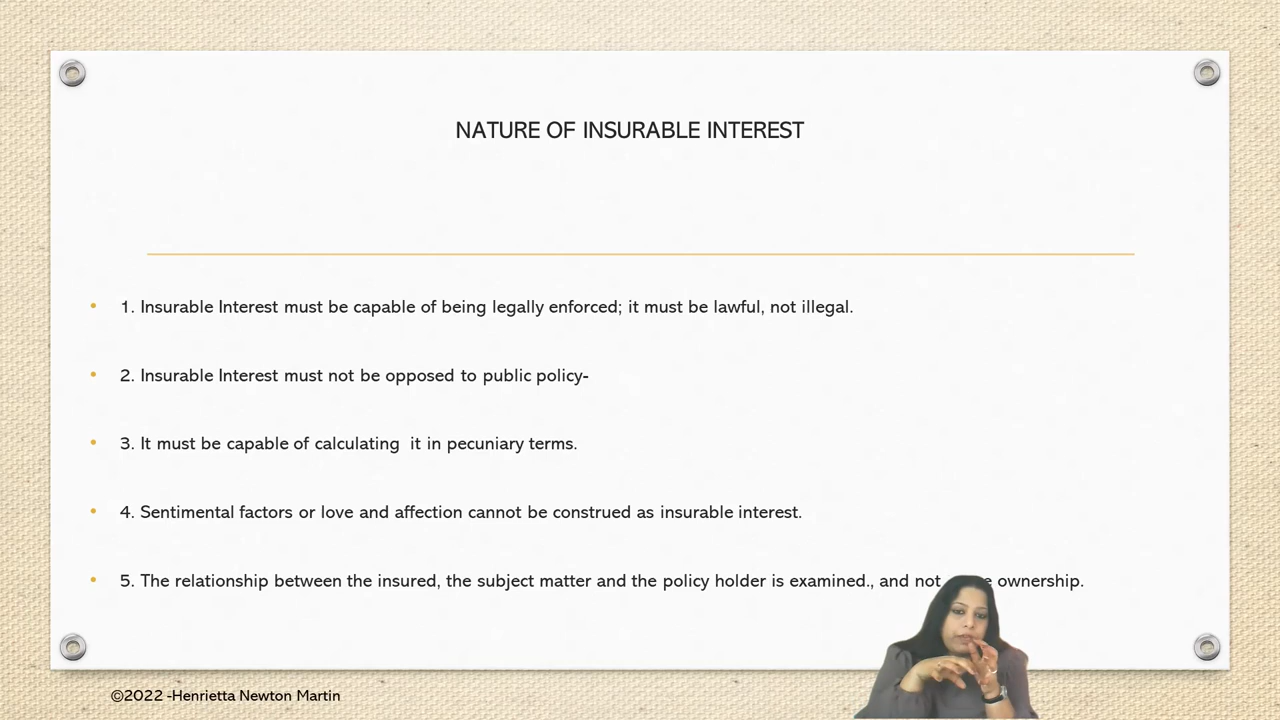 NATURE OF INSURABLE INTEREST
• 1. Insurable Interest must be capable of being legally enforced; it must be lawful, not illegal.
• 2. Insurable Interest must not be opposed to public policy-
• 3. It must be capable of calculating  it in pecuniary terms.
• 4. Sentimental factors or love and affection cannot be construed as insurable interest.
• 5. The relationship between the insured, the subject matter and the policy holder is examined., and not ownership.
©2022 -Henrietta Newton Martin